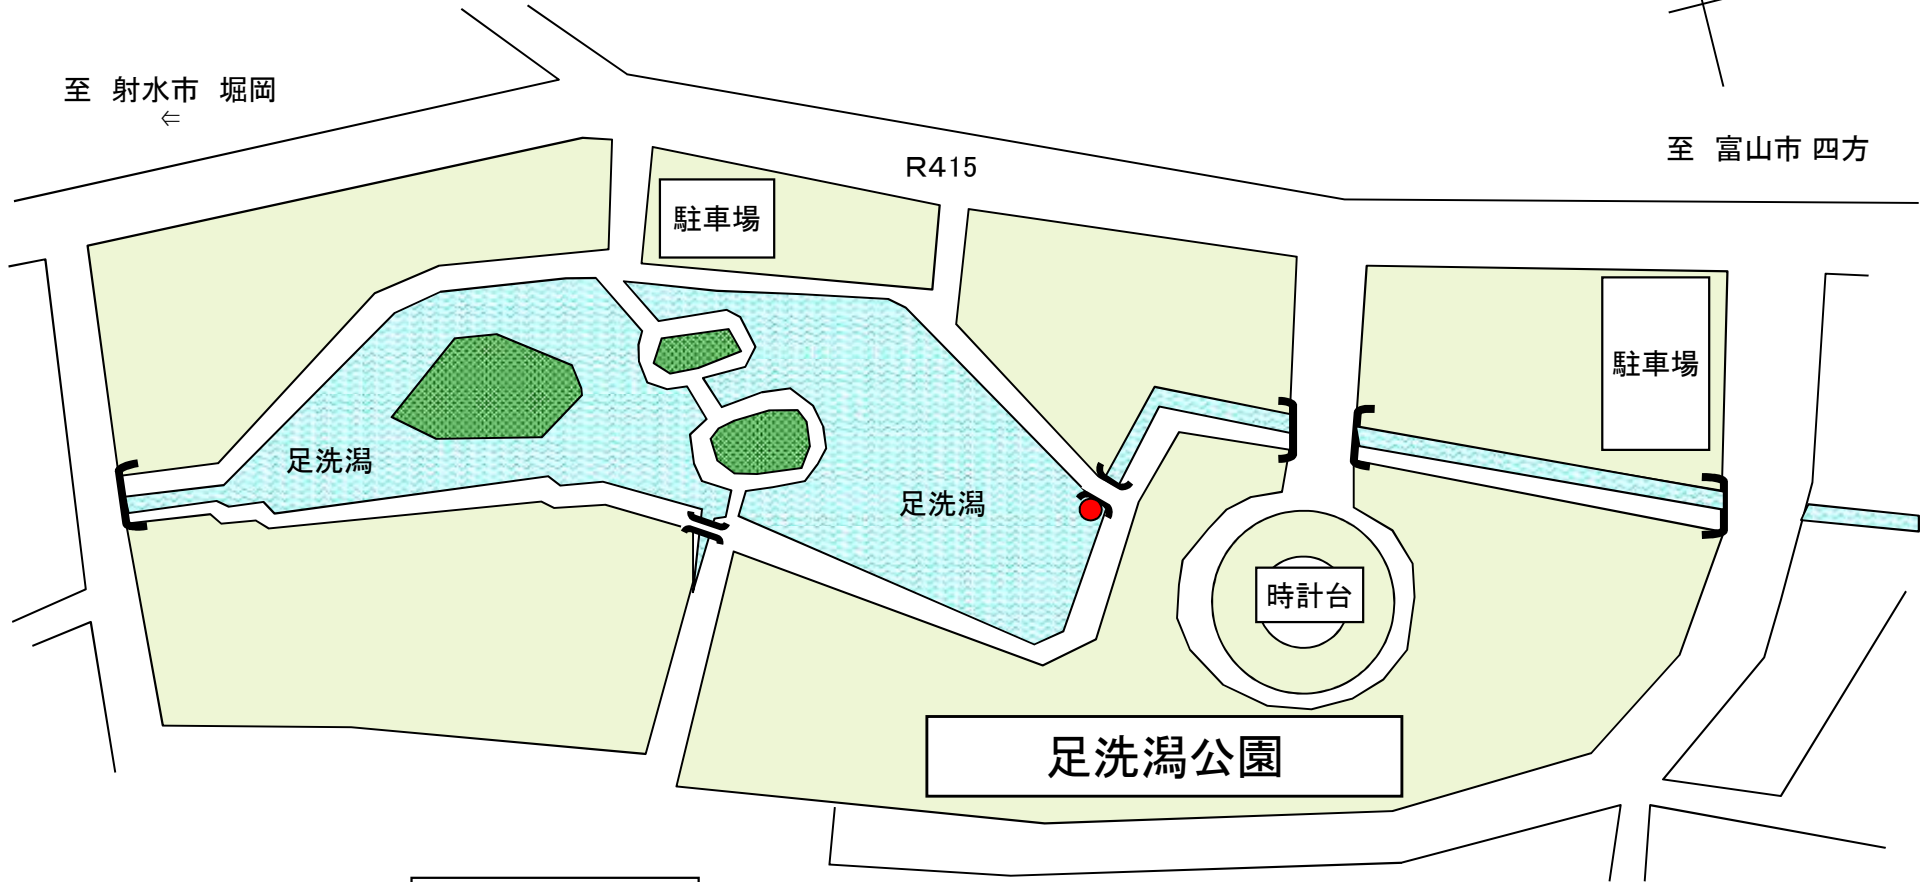 至 射水市 堀岡
⇐
至 富山市 四方
R415
駐車場
駐車場
足洗潟
足洗潟
時計台
足洗潟公園